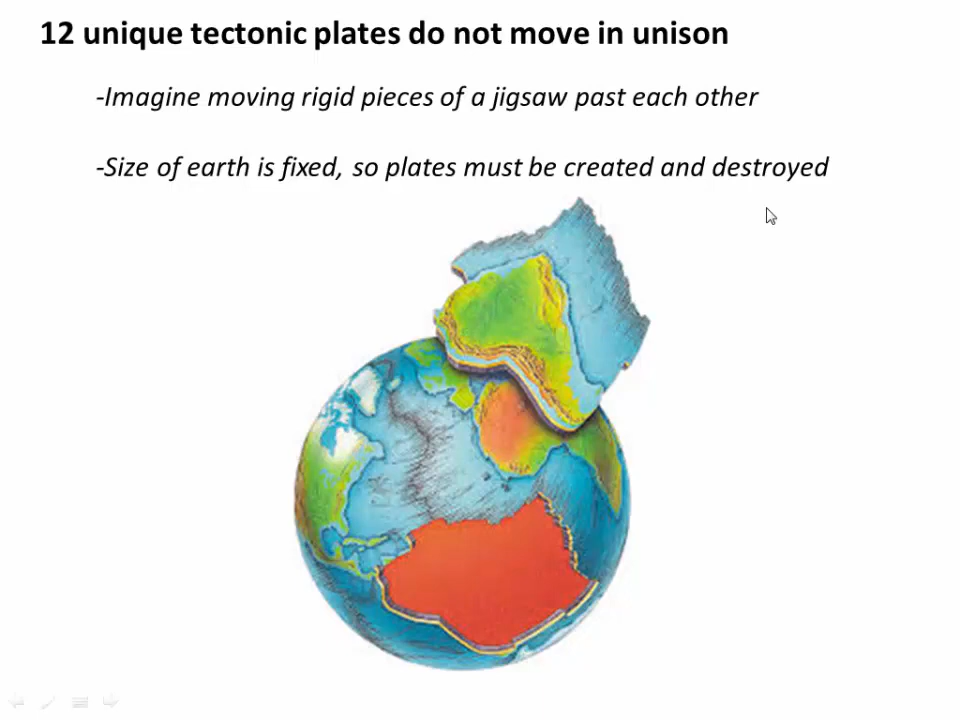 12 unique tectonic plates do not move in unison
-Imagine moving rigid pieces of a jigsaw past each other
-Size of earth is fixed, so plates must be created and destroyed